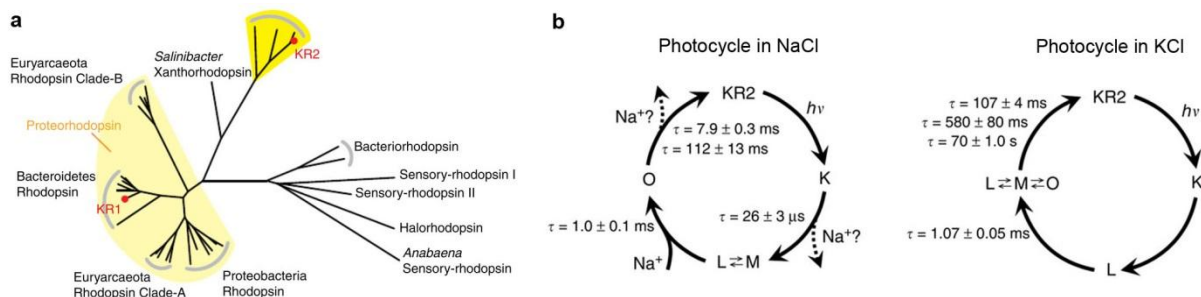 a
Salinibacter
Xanthorhodopsin
KR2
Euryarcaeota
Rhodopsin Clade-B
Proteorhodopsin
Bacteroidetes
Rhodopsin
KR1
Euryarcaeota
Rhodopsin Clade-A
Proteobacteria
Rhodopsin
Bacteriorhodopsin
Sensory-rhodopsin I
Sensory-rhodopsin II
Halorhodopsin
Anabaena
Sensory-rhodopsin
b
Photocycle in NaCl
KR2
hν
Na⁺?
τ = 7.9 ± 0.3 ms
τ = 112 ± 13 ms
O
K
τ = 26 ± 3 μs
τ = 1.0 ± 0.1 ms
Na⁺?
Na⁺
L ⇄ M
Photocycle in KCl
KR2
hν
τ = 107 ± 4 ms
τ = 580 ± 80 ms
τ = 70 ± 1.0 s
L ⇄ M ⇄ O
K
τ = 1.07 ± 0.05 ms
L